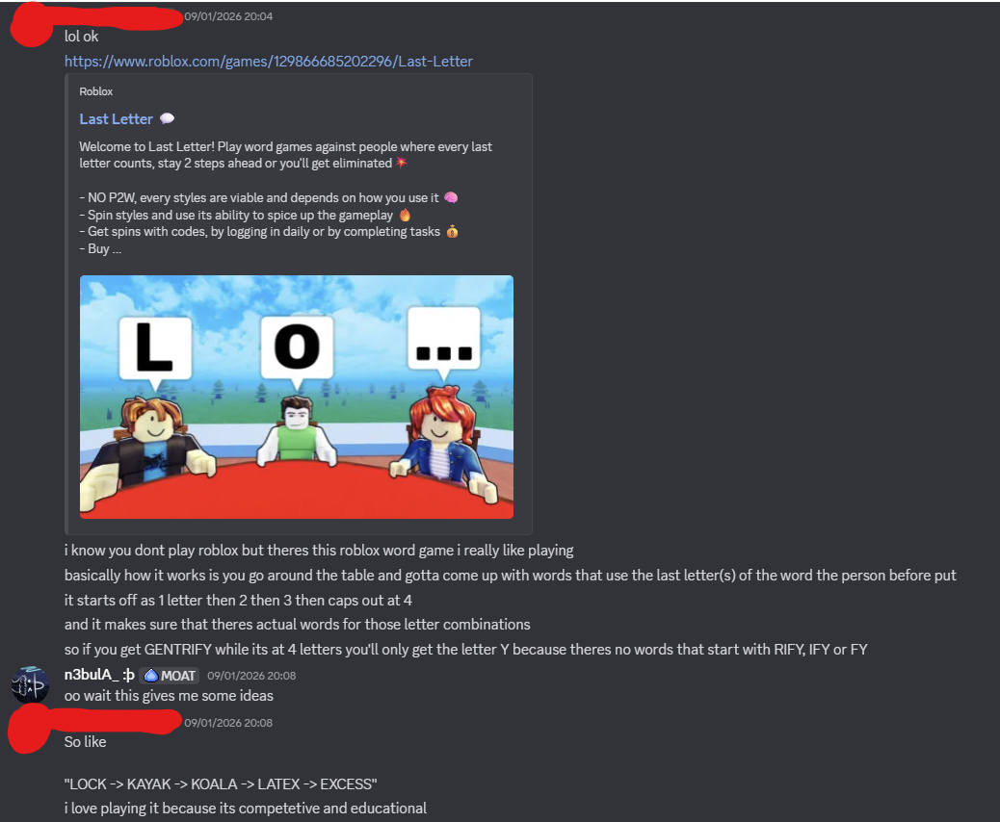 09/01/2026 20:04
lol ok
https://www.roblox.com/games/129866685202296/Last-Letter
Roblox
Last Letter 💬
Welcome to Last Letter! Play word games against people where every last
letter counts, stay 2 steps ahead or you'll get eliminated 💥
- NO P2W, every styles are viable and depends on how you use it 🧠
- Spin styles and use its ability to spice up the gameplay 🔥
- Get spins with codes, by logging in daily or by completing tasks 💰
- Buy ...
L O ...
i know you dont play roblox but theres this roblox word game i really like playing
basically how it works is you go around the table and gotta come up with words that use the last letter(s) of the word the person before put
it starts off as 1 letter then 2 then 3 then caps out at 4
and it makes sure that theres actual words for those letter combinations
so if you get GENTRIFY while its at 4 letters you'll only get the letter Y because theres no words that start with RIFY, IFY or FY
n3bulA_ :þ MOAT 09/01/2026 20:08
oo wait this gives me some ideas
09/01/2026 20:08
So like
"LOCK -> KAYAK -> KOALA -> LATEX -> EXCESS"
i love playing it because its competetive and educational